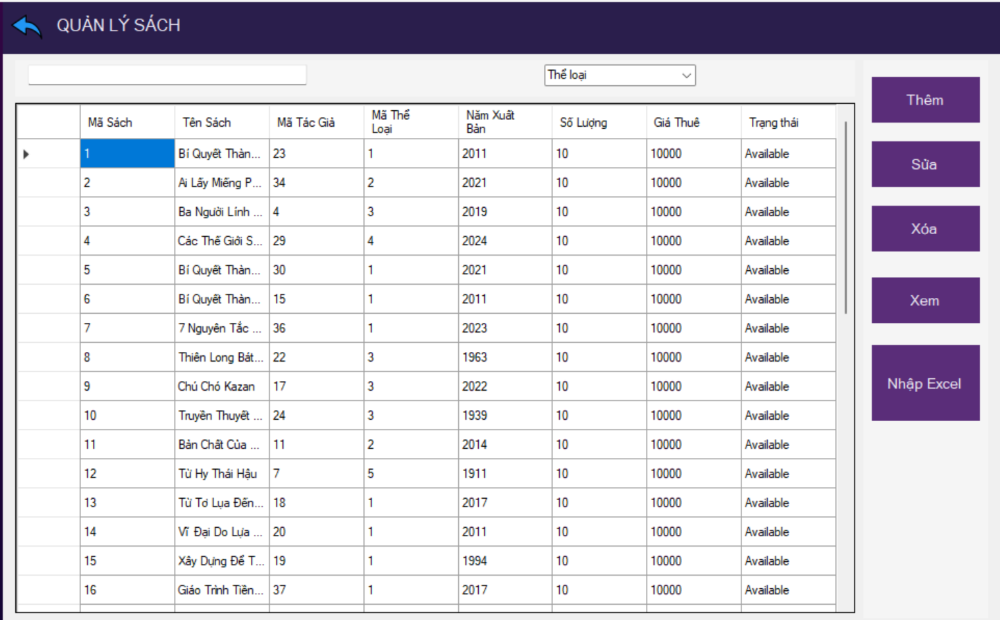 QUẢN LÝ SÁCH
Thể loại
Thêm
Sửa
Xóa
Xem
Nhập Excel
Mã Sách Tên Sách Mã Tác Giả Mã Thể Loại Năm Xuất Bản Số Lượng Giá Thuê Trạng thái
1 Bí Quyết Thàn... 23 1 2011 10 10000 Available
2 Ai Lấy Miếng P... 34 2 2021 10 10000 Available
3 Ba Người Lính ... 4 3 2019 10 10000 Available
4 Các Thế Giới S... 29 4 2024 10 10000 Available
5 Bí Quyết Thàn... 30 1 2021 10 10000 Available
6 Bí Quyết Thàn... 15 1 2011 10 10000 Available
7 7 Nguyên Tắc ... 36 1 2023 10 10000 Available
8 Thiên Long Bát... 22 3 1963 10 10000 Available
9 Chú Chó Kazan 17 3 2022 10 10000 Available
10 Truyền Thuyết ... 24 3 1939 10 10000 Available
11 Bản Chất Của ... 11 2 2014 10 10000 Available
12 Từ Hy Thái Hậu 7 5 1911 10 10000 Available
13 Từ Tơ Lụa Đến... 18 1 2017 10 10000 Available
14 Vĩ Đại Do Lựa ... 20 1 2011 10 10000 Available
15 Xây Dựng Để T... 19 1 1994 10 10000 Available
16 Giáo Trình Tiền... 37 1 2017 10 10000 Available